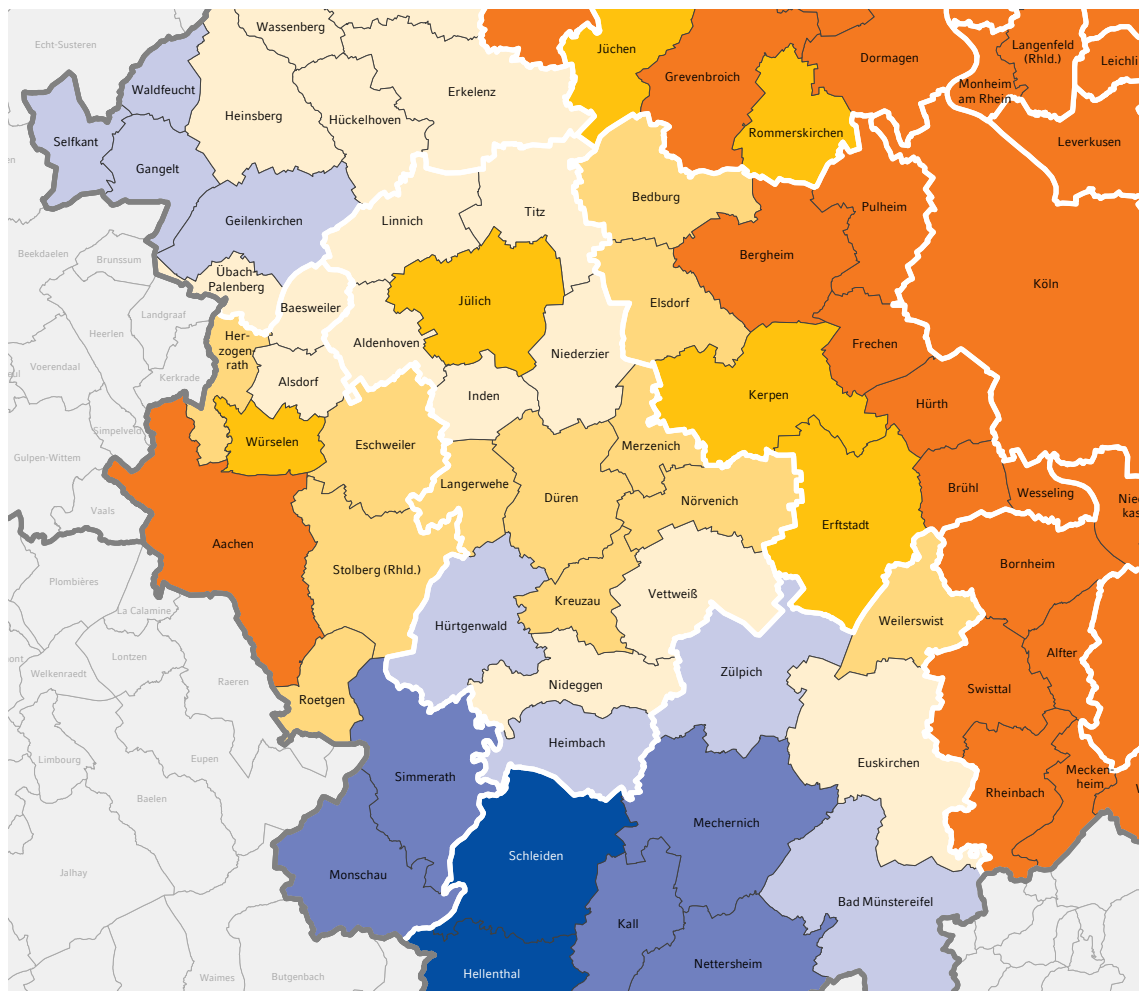 Wassenberg
Echt-Susteren
Jüchen
Langenfeld
(Rhld.)
Dormagen
Leichli
Grevenbroich
Waldfeucht
Erkelenz
Monheim
am Rhein
Heinsberg
Hückelhoven
Rommerskirchen
Selfkant
Leverkusen
en
Gangelt
Bedburg
Pulheim
Titz
Geilenkirchen
Linnich
Beekdaelen
Brunssum
Bergheim
Übach-
Palenberg
Köln
Jülich
Elsdorf
Baesweiler
Landgraaf
Heerlen
Her-
zogen-
rath
Aldenhoven
Frechen
Niederzier
Voerendaal
Kerkrade
Alsdorf
Inden
Kerpen
Hürth
Simpelveld
Würselen
Eschweiler
Merzenich
Gulpen-Wittem
Langerwehe
Düren
Nörvenich
Brühl
Wesseling
Nied
kas
Vaals
Erftstadt
Aachen
Stolberg (Rhld.)
Bornheim
Plombières
Vettweiß
Kreuzau
La Calamine
Weilerswist
Hürtgenwald
Lontzen
Alfter
ont
Welkenraedt
Raeren
Zülpich
Nideggen
Swisttal
Roetgen
Heimbach
Limbourg
Eupen
Euskirchen
Simmerath
Mecken-
heim
Rheinbach
W
Baelen
Mechernich
Schleiden
Jalhay
Monschau
Bad Münstereifel
Kall
Nettersheim
Waimes
Butgenbach
Hellenthal